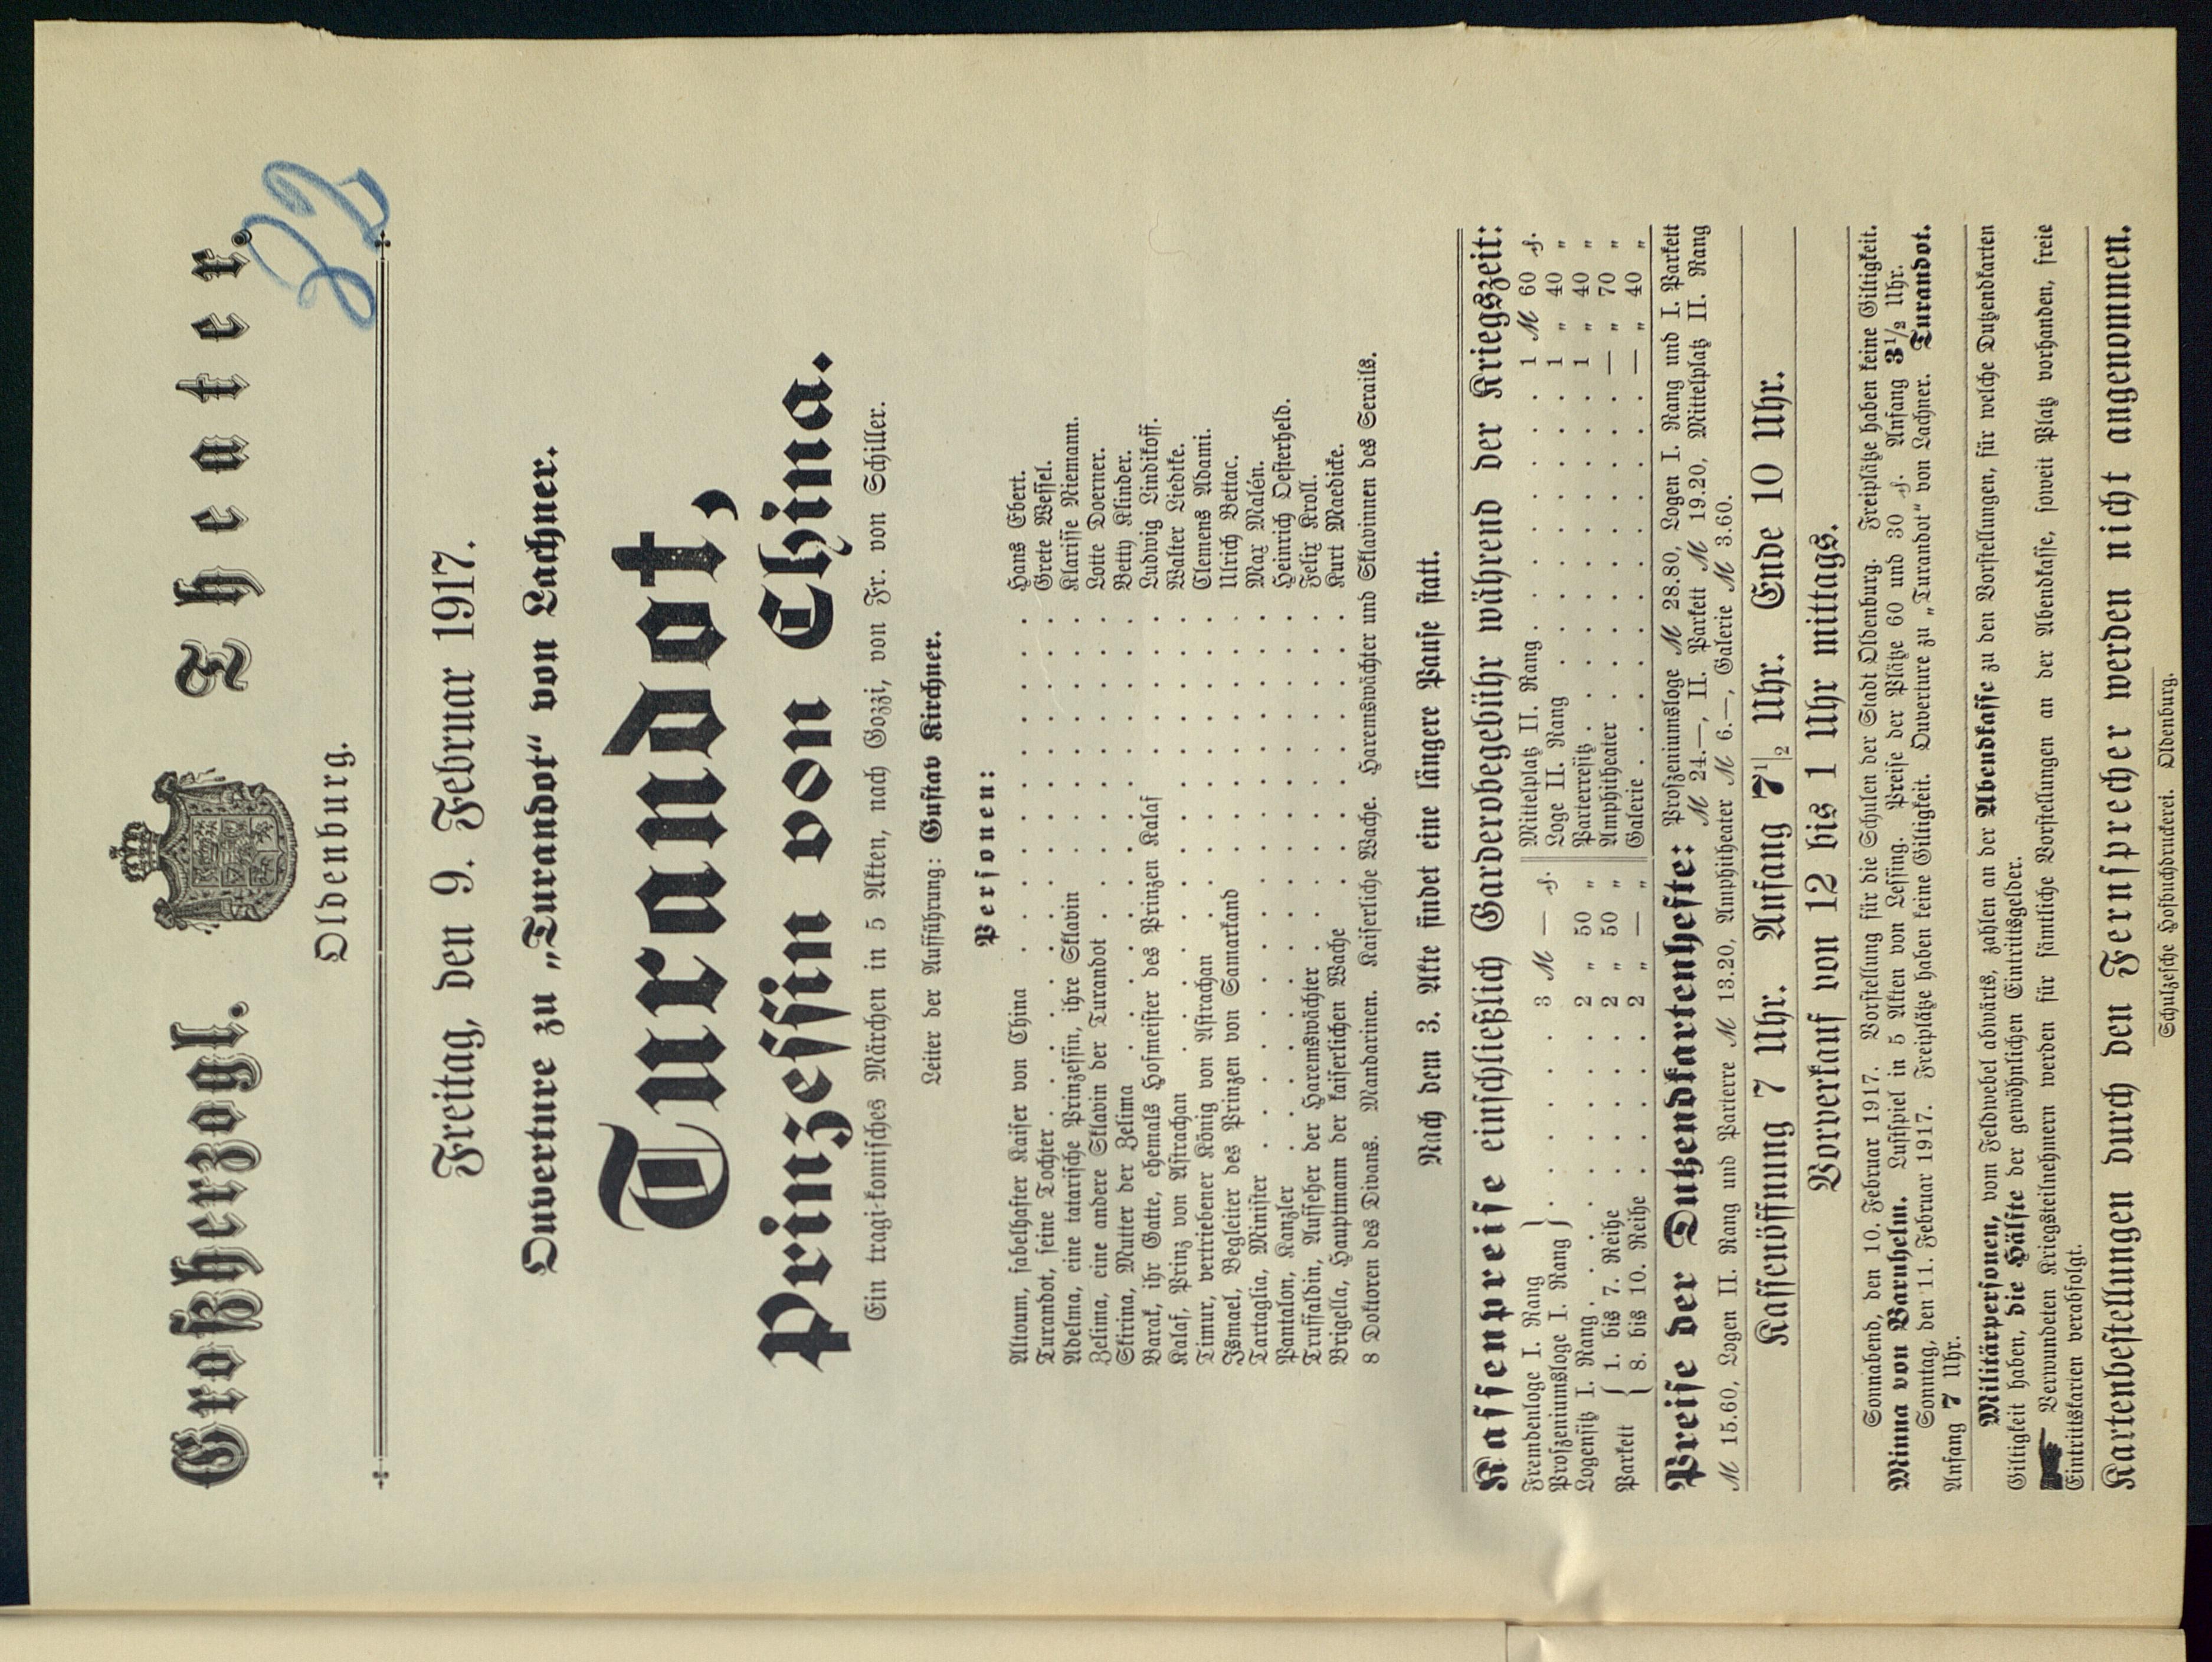 Großherzogl. Theater.
Oldenburg.
Freitag, den 9. Februar 1917.
Ouverture zu „Turandot" von Lachner.
Turandot,
Prinzessin von China.
Ein tragi-komisches Märchen in 5 Akten, nach Gozzi, von Fr. von Schiller.
Leiter der Aufführung: Gustav Kirchner.
Personen:
Altoum, fabelhafter Kaiser von China . . . . . . . . . . Hans Ebert.
Turandot, seine Tochter . . . . . . . . . . Grete Wessel.
Adelma, eine tatarische Prinzessin, ihre Sklavin . . . . . . . . . . Klarisse Niemann.
Zelima, eine andere Sklavin der Turandot . . . . . . . . . . Lotte Doerner.
Skirina, Mutter der Zelima . . . . . . . . . . Betty Klinder.
Barak, ihr Gatte, ehemals Hofmeister des Prinzen Kalaf . . . . . . . Ludwig Lindikoff.
Kalaf, Prinz von Astrachan . . . . . . . . . . Walter Liedtke.
Timur, vertriebener König von Astrachan . . . . . . . . . . Clemens Adami.
Ismael, Begleiter des Prinzen von Samarkand . . . . . . . . . . Ulrich Bettac.
Tartaglia, Minister . . . . . . . . . . Max Malén.
Pantalon, Kanzler . . . . . . . . . . Heinrich Oesterheld.
Truffaldin, Aufseher der Haremswächter . . . . . . . . . . Felix Kroll.
Brigella, Hauptmann der kaiserlichen Wache . . . . . . . . . . Kurt Maedicke.
8 Doktoren des Divans. Mandarinen. Kaiserliche Wache. Haremswächter und Sklavinnen des Serails.
Nach dem 3. Akte findet eine längere Pause statt.
Kassenpreise einschließlich Garderobegebühr während der Kriegszeit:
Fremdenloge I. Rang
Proszeniumsloge I. Rang } . . . . . 3 M — ₰.
Logensitz I. Rang . . . . . . 2 „ 50 „
Parkett { 1. bis 7. Reihe . . . . . 2 „ 50 „
8. bis 10. Reihe . . . . 2 „ — „
Mittelplatz II. Rang . . . . . . . 1 M 60 ₰.
Loge II. Rang . . . . . . . 1 „ 40 „
Parterresitz . . . . . . . . 1 „ 40 „
Amphitheater . . . . . . . . — „ 70 „
Galerie . . . . . . . . . — „ 40 „
Preise der Dutzendkartenhefte: Proszeniumsloge M 28.80, Logen I. Rang und I. Parkett
M 24.—, II. Parkett M 19.20, Mittelplatz II. Rang
M 15.60, Logen II. Rang und Parterre M 13.20, Amphitheater M 6.—, Galerie M 3.60.
Kassenöffnung 7 Uhr. Anfang 7 1/2 Uhr. Ende 10 Uhr.
Vorverkauf von 12 bis 1 Uhr mittags.
Sonnabend, den 10. Februar 1917. Vorstellung für die Schulen der Stadt Oldenburg. Freiplätze haben keine Giltigkeit.
Minna von Barnhelm. Lustspiel in 5 Akten von Lessing. Preise der Plätze 60 und 30 ₰. Anfang 3 1/2 Uhr.
Sonntag, den 11. Februar 1917. Freiplätze haben keine Giltigkeit. Ouverture zu „Turandot" von Lachner. Turandot.
Anfang 7 Uhr.
Militärpersonen, vom Feldwebel abwärts, zahlen an der Abendkasse zu den Vorstellungen, für welche Dutzendkarten
Giltigkeit haben, die Hälfte der gewöhnlichen Eintrittsgelder.
Verwundeten Kriegsteilnehmern werden für sämtliche Vorstellungen an der Abendkasse, soweit Platz vorhanden, freie
Eintrittskarten verabfolgt.
Kartenbestellungen durch den Fernsprecher werden nicht angenommen.
Schulzesche Hofbuchdruckerei. Oldenburg.